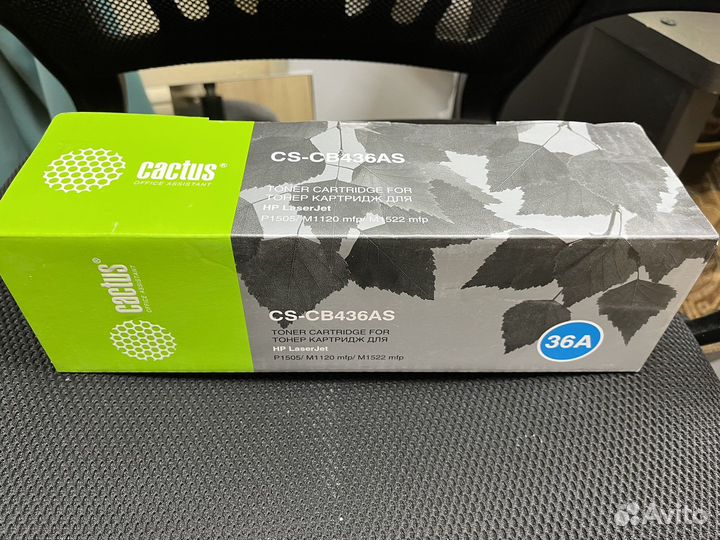 cactus®
OFFICE ASSISTANT
CS-CB436AS
TONER CARTRIDGE FOR
ТОНЕР КАРТРИДЖ ДЛЯ
HP LaserJet
P1505/ M1120 mfp/ M1522 mfp
cactus®
OFFICE ASSISTANT
CS-CB436AS
TONER CARTRIDGE FOR
ТОНЕР КАРТРИДЖ ДЛЯ
HP LaserJet
P1505/ M1120 mfp/ M1522 mfp
36A
Avito